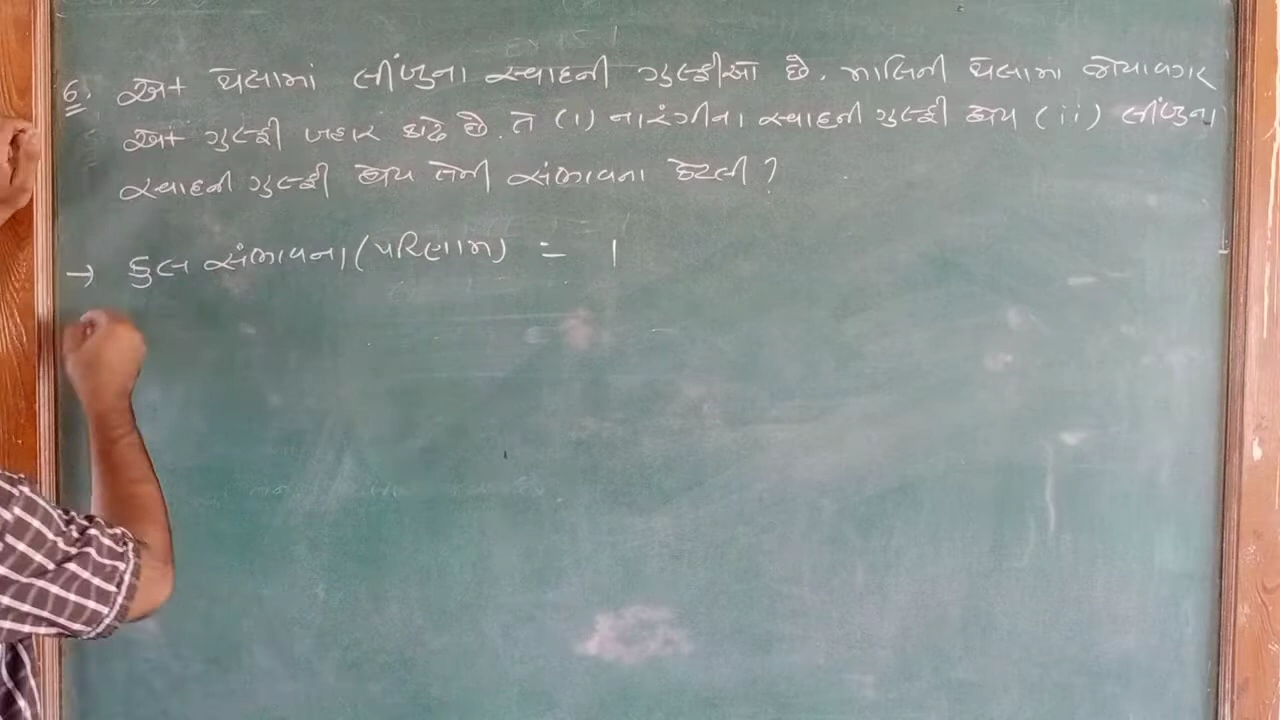 6. એક થેલામાં લીંબુના સ્વાદની ગુલ્ફીઓ છે. માલિની થેલામાં જોયા વગર
એક ગુલ્ફી બહાર કાઢે છે. તે (i) નારંગીના સ્વાદની ગુલ્ફી હોય (ii) લીંબુના
સ્વાદની ગુલ્ફી હોય તેની સંભાવના કેટલી ?
→ કુલ સંભાવના (પરિણામ) = 1